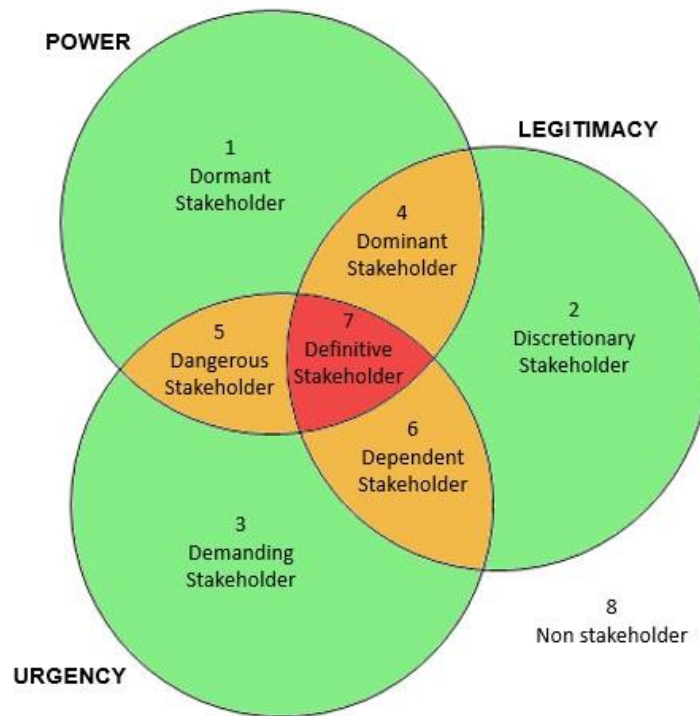 POWER
LEGITIMACY
1
Dormant
Stakeholder
4
Dominant
Stakeholder
2
Discretionary
Stakeholder
5
Dangerous
Stakeholder
7
Definitive
Stakeholder
6
Dependent
Stakeholder
3
Demanding
Stakeholder
8
Non stakeholder
URGENCY